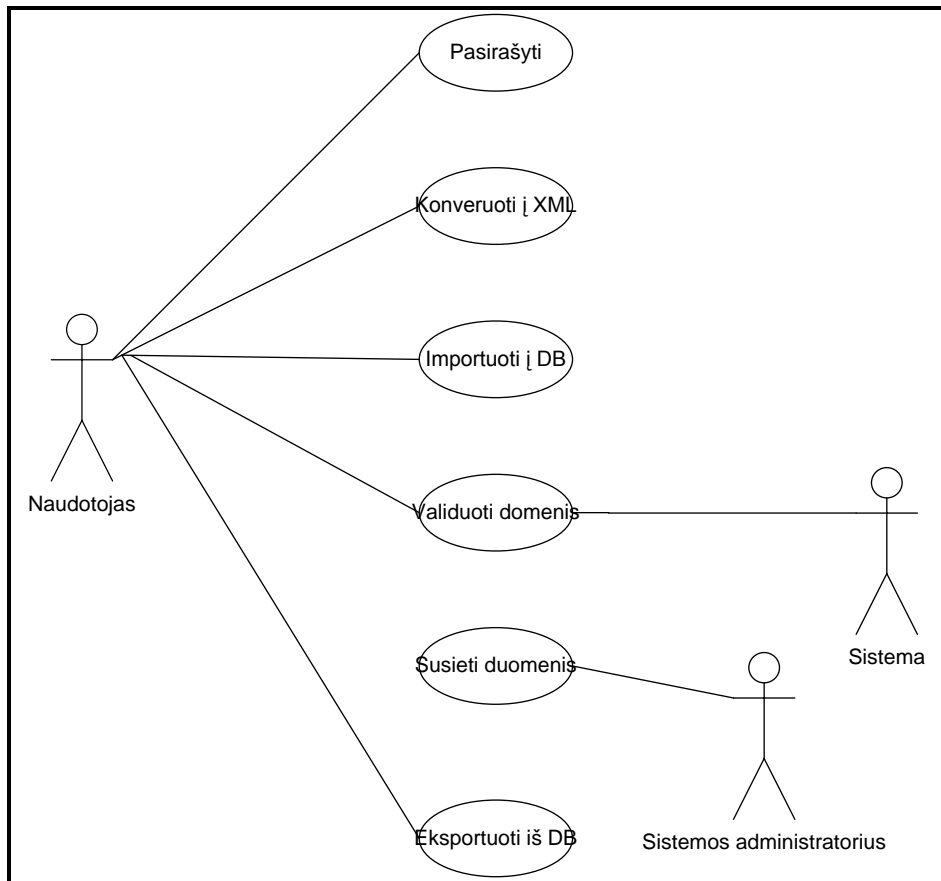 Pasirašyti
Konveruoti į XML
Importuoti į DB
Naudotojas
Validuoti domenis
Sistema
Susieti duomenis
Eksportuoti iš DB
Sistemos administratorius